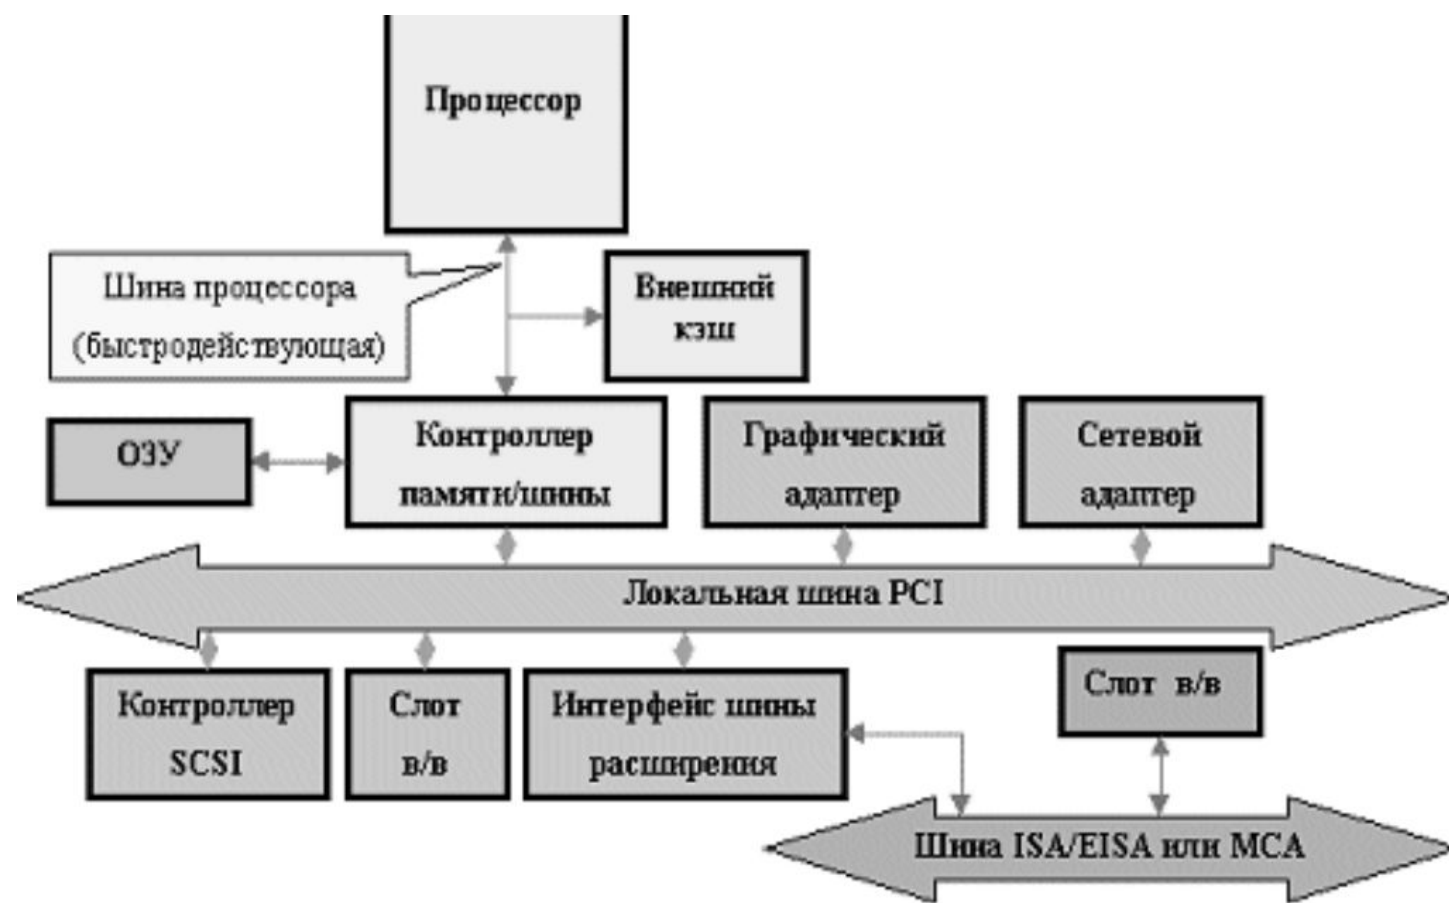 Процессор
Шина процессора
(быстродействующая)
Внешний
кэш
ОЗУ
Контроллер
памяти/шины
Графический
адаптер
Сетевой
адаптер
Локальная шина PCI
Контроллер
SCSI
Слот
в/в
Интерфейс шины
расширения
Слот в/в
Шина ISA/EISA или MCA